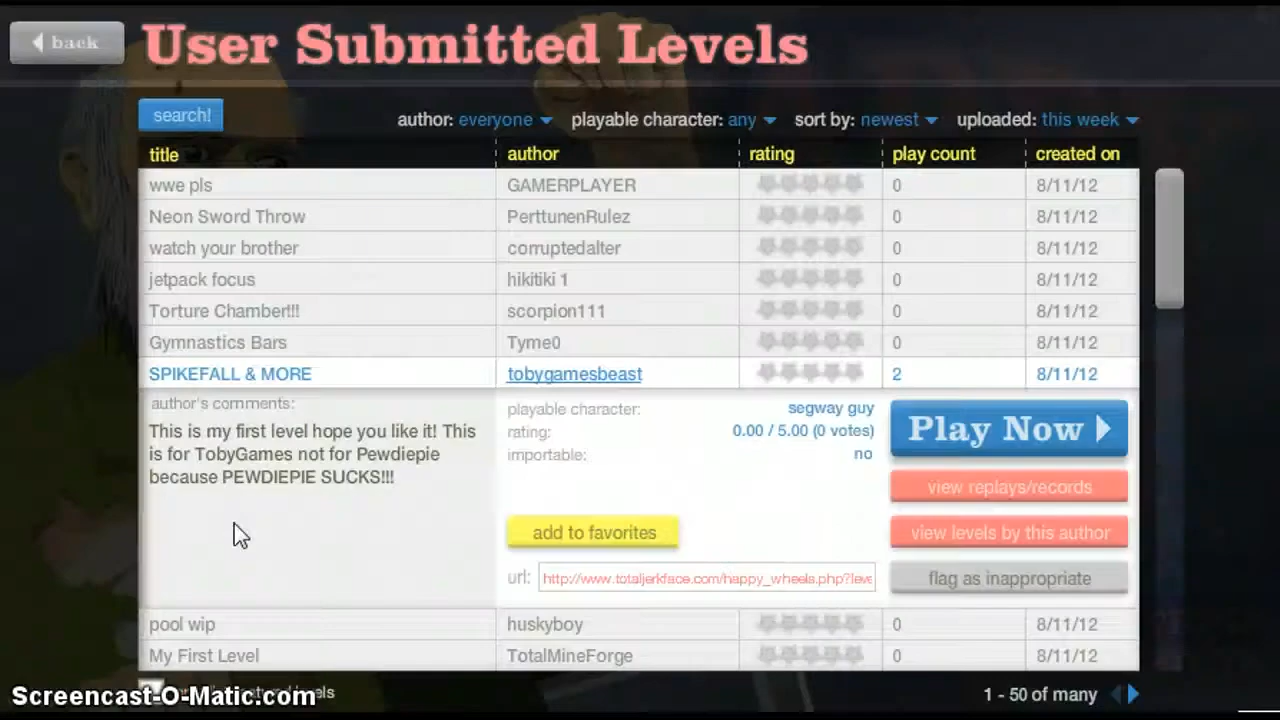 back
User Submitted Levels
search!
author: everyone playable character: any sort by: newest uploaded: this week
title author rating play count created on
wwe pls GAMERPLAYER 0 8/11/12
Neon Sword Throw PerttunenRulez 0 8/11/12
watch your brother corruptedalter 0 8/11/12
jetpack focus hikitiki 1 0 8/11/12
Torture Chamber!!! scorpion111 0 8/11/12
Gymnastics Bars Tyme0 0 8/11/12
SPIKEFALL & MORE tobygamesbeast 2 8/11/12
author's comments:
This is my first level hope you like it! This
is for TobyGames not for Pewdiepie
because PEWDIEPIE SUCKS!!!
playable character: segway guy
rating: 0.00 / 5.00 (0 votes)
importable: no
add to favorites
url: http://www.totaljerkface.com/happy_wheels.php?leve
Play Now
view replays/records
view levels by this author
flag as inappropriate
pool wip huskyboy 0 8/11/12
My First Level TotalMineForge 0 8/11/12
Screencast-O-Matic.com
1 - 50 of many